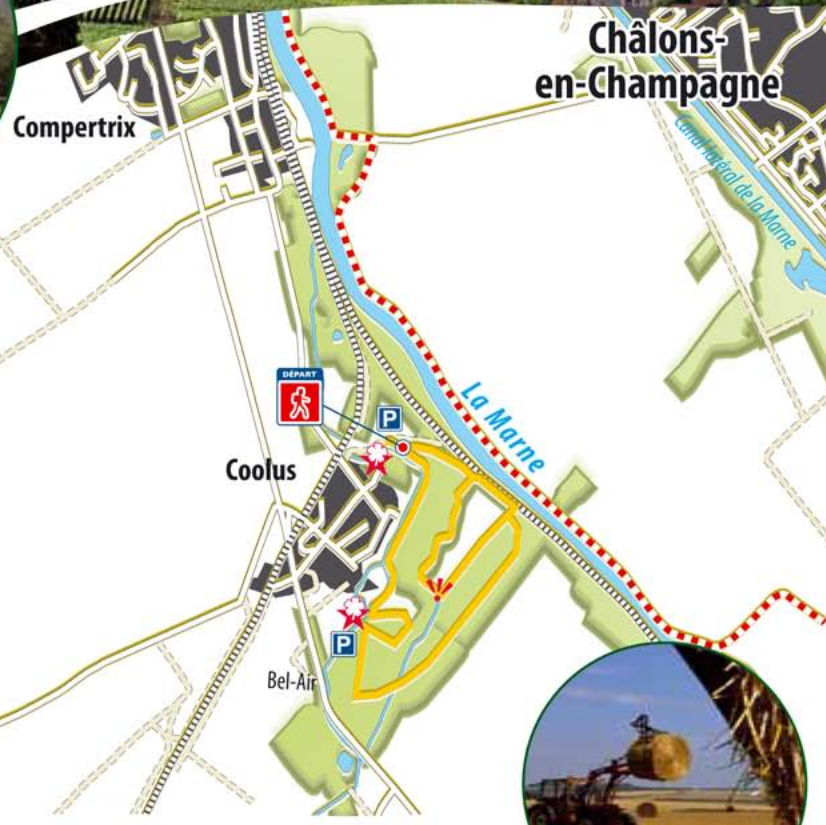 Châlons-
en-Champagne
Compertrix
Canal latéral de la Marne
DÉPART
P
La Marne
Coolus
P
Bel-Air